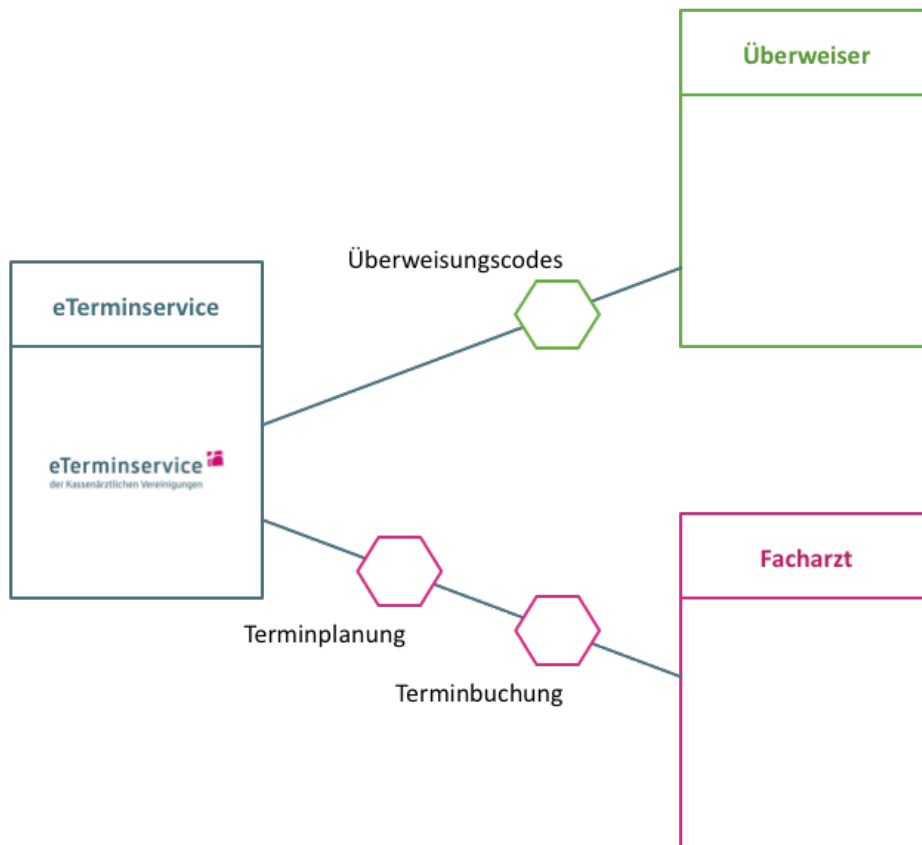 Überweiser
Überweisungscodes
eTerminservice
eTerminservice
der Kassenärztlichen Vereinigungen
Facharzt
Terminplanung
Terminbuchung